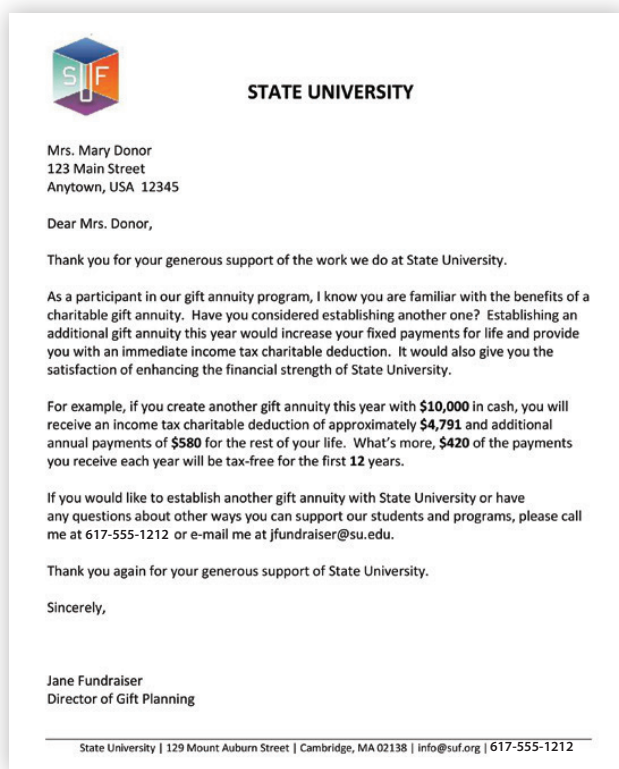 SUF
STATE UNIVERSITY
Mrs. Mary Donor
123 Main Street
Anytown, USA  12345
Dear Mrs. Donor,
Thank you for your generous support of the work we do at State University.
As a participant in our gift annuity program, I know you are familiar with the benefits of a
charitable gift annuity.  Have you considered establishing another one?  Establishing an
additional gift annuity this year would increase your fixed payments for life and provide
you with an immediate income tax charitable deduction.  It would also give you the
satisfaction of enhancing the financial strength of State University.
For example, if you create another gift annuity this year with $10,000 in cash, you will
receive an income tax charitable deduction of approximately $4,791 and additional
annual payments of $580 for the rest of your life.  What's more, $420 of the payments
you receive each year will be tax-free for the first 12 years.
If you would like to establish another gift annuity with State University or have
any questions about other ways you can support our students and programs, please call
me at 617-555-1212 or e-mail me at jfundraiser@su.edu.
Thank you again for your generous support of State University.
Sincerely,
Jane Fundraiser
Director of Gift Planning
State University | 129 Mount Auburn Street | Cambridge, MA 02138 | info@suf.org | 617-555-1212